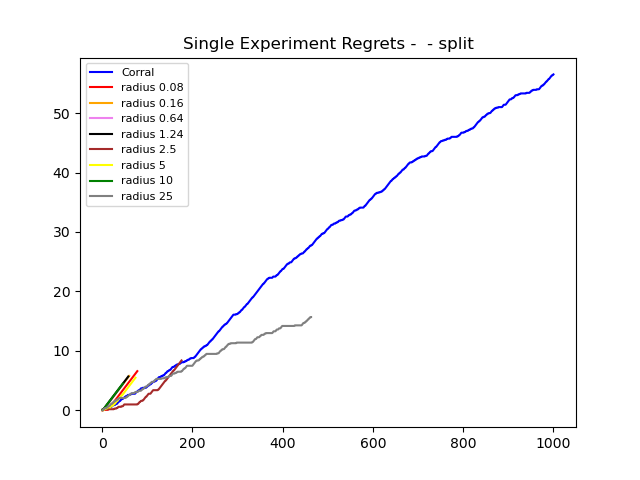 Single Experiment Regrets -  - split
Corral
radius 0.08
radius 0.16
radius 0.64
radius 1.24
radius 2.5
radius 5
radius 10
radius 25
50
40
30
20
10
0
0 200 400 600 800 1000